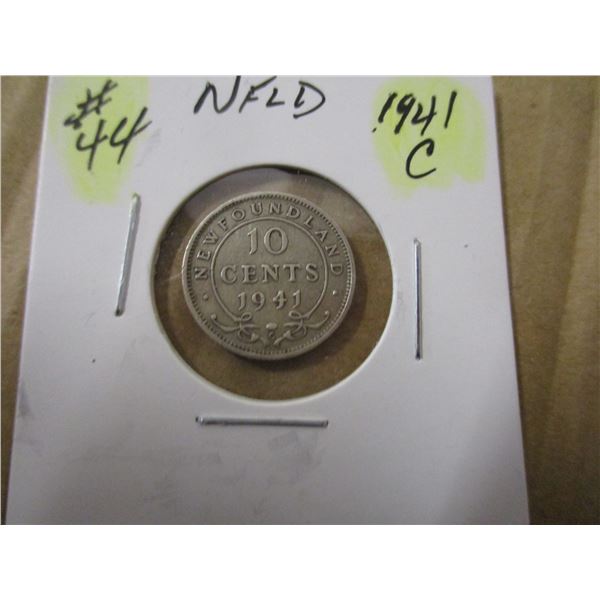 # NFLD 1941
44 C
NEWFOUNDLAND
10
CENTS
1941
C